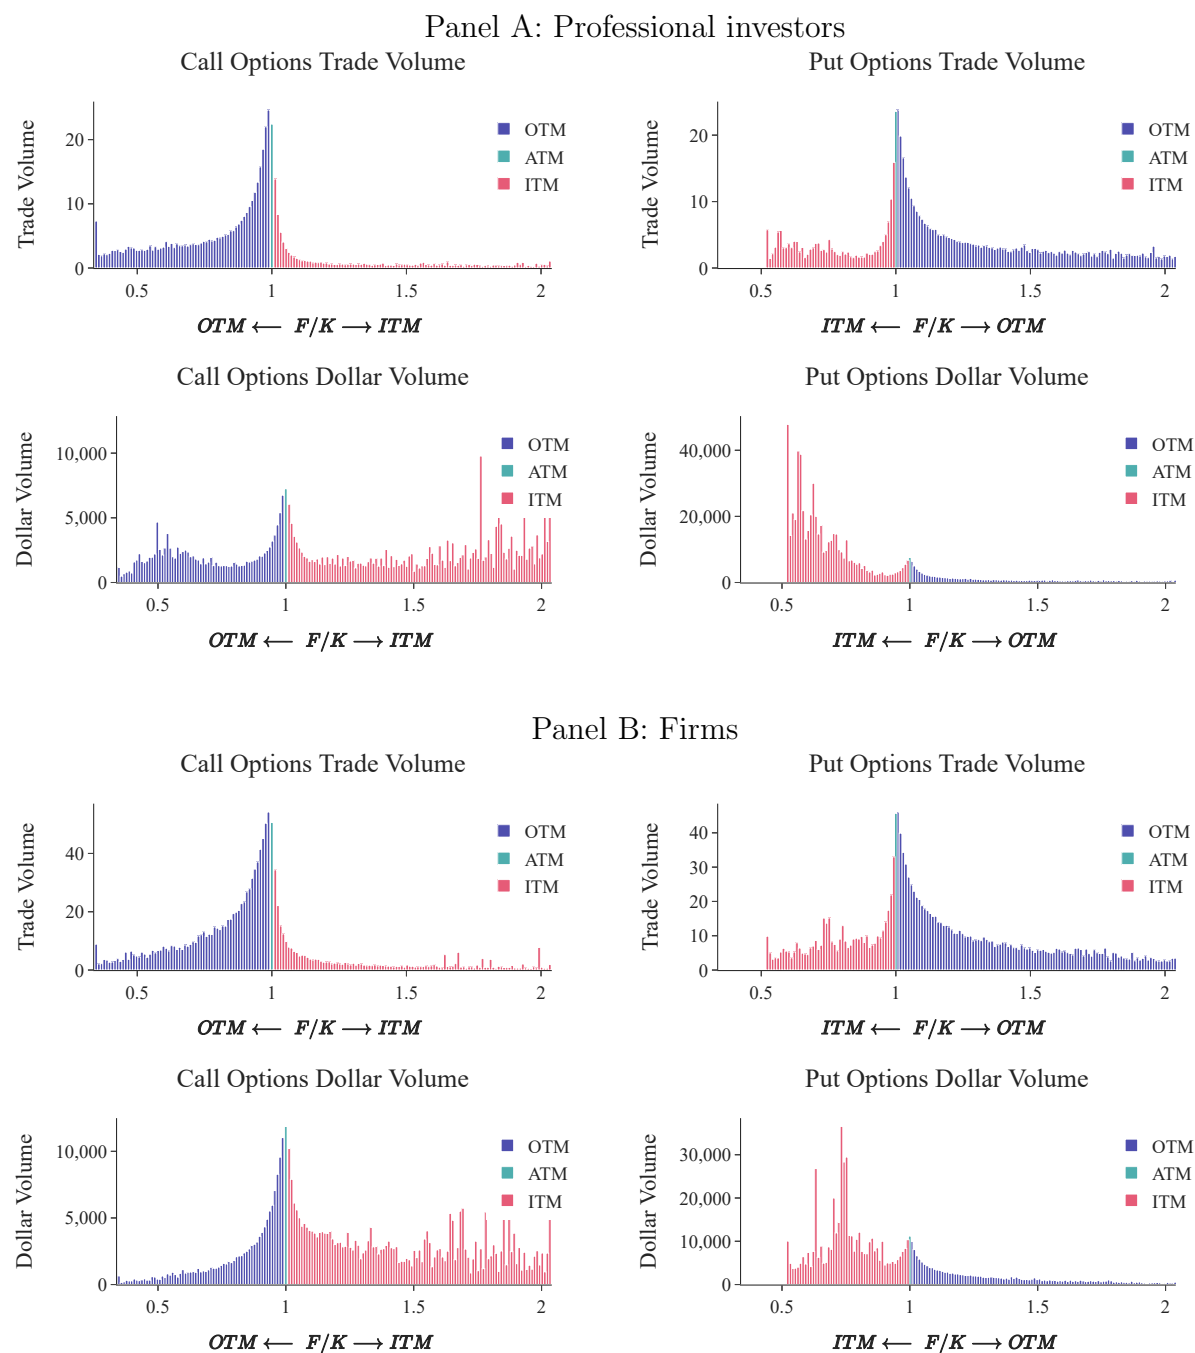 Panel A: Professional investors
Call Options Trade Volume
Trade Volume
20
10
0
0.5 1 1.5 2
OTM
ATM
ITM
OTM ⟵ F/K ⟶ ITM
Put Options Trade Volume
Trade Volume
20
10
0
0.5 1 1.5 2
OTM
ATM
ITM
ITM ⟵ F/K ⟶ OTM
Call Options Dollar Volume
Dollar Volume
10,000
5,000
0
0.5 1 1.5 2
OTM
ATM
ITM
OTM ⟵ F/K ⟶ ITM
Put Options Dollar Volume
Dollar Volume
40,000
20,000
0
0.5 1 1.5 2
OTM
ATM
ITM
ITM ⟵ F/K ⟶ OTM
Panel B: Firms
Call Options Trade Volume
Trade Volume
40
20
0
0.5 1 1.5 2
OTM
ATM
ITM
OTM ⟵ F/K ⟶ ITM
Put Options Trade Volume
Trade Volume
40
30
20
10
0
0.5 1 1.5 2
OTM
ATM
ITM
ITM ⟵ F/K ⟶ OTM
Call Options Dollar Volume
Dollar Volume
10,000
5,000
0
0.5 1 1.5 2
OTM
ATM
ITM
OTM ⟵ F/K ⟶ ITM
Put Options Dollar Volume
Dollar Volume
30,000
20,000
10,000
0
0.5 1 1.5 2
OTM
ATM
ITM
ITM ⟵ F/K ⟶ OTM